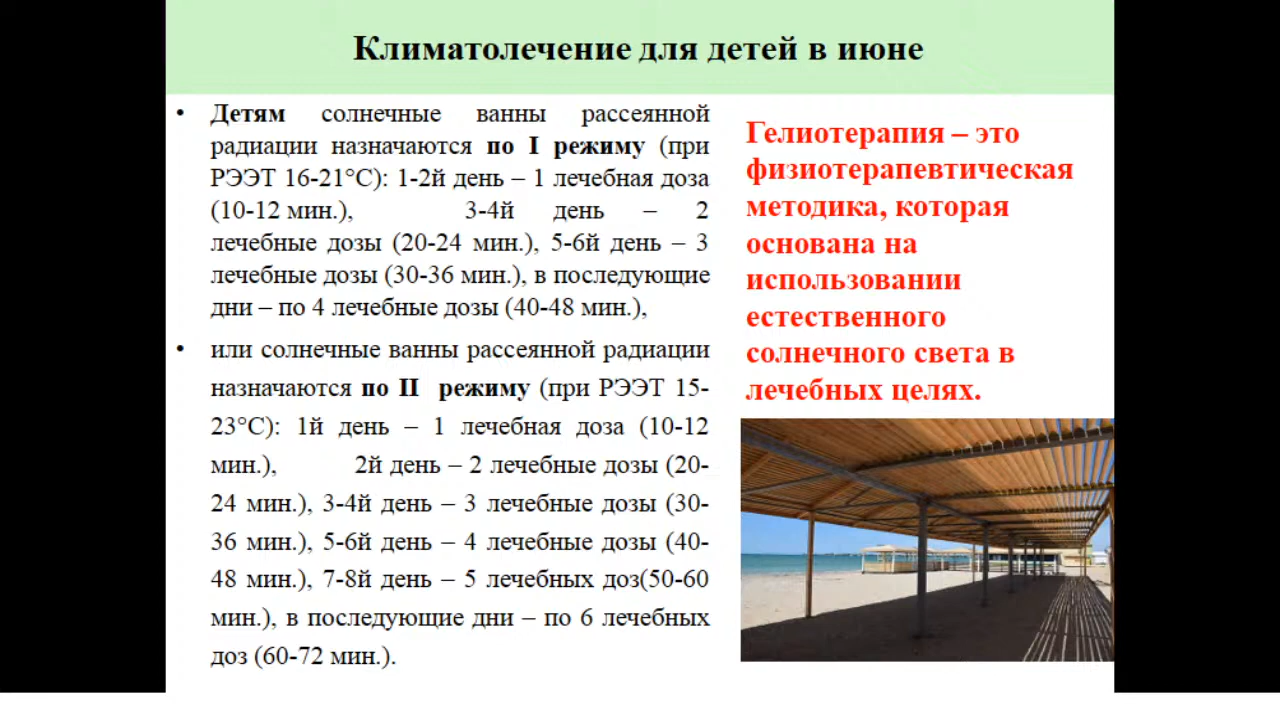 Климатолечение для детей в июне
• Детям солнечные ванны рассеянной
радиации назначаются по I режиму (при
РЭЭТ 16-21°С): 1-2й день – 1 лечебная доза
(10-12 мин.), 3-4й день – 2
лечебные дозы (20-24 мин.), 5-6й день – 3
лечебные дозы (30-36 мин.), в последующие
дни – по 4 лечебные дозы (40-48 мин.),
• или солнечные ванны рассеянной радиации
назначаются по II режиму (при РЭЭТ 15-
23°С): 1й день – 1 лечебная доза (10-12
мин.), 2й день – 2 лечебные дозы (20-
24 мин.), 3-4й день – 3 лечебные дозы (30-
36 мин.), 5-6й день – 4 лечебные дозы (40-
48 мин.), 7-8й день – 5 лечебных доз(50-60
мин.), в последующие дни – по 6 лечебных
доз (60-72 мин.).
Гелиотерапия – это
физиотерапевтическая
методика, которая
основана на
использовании
естественного
солнечного света в
лечебных целях.